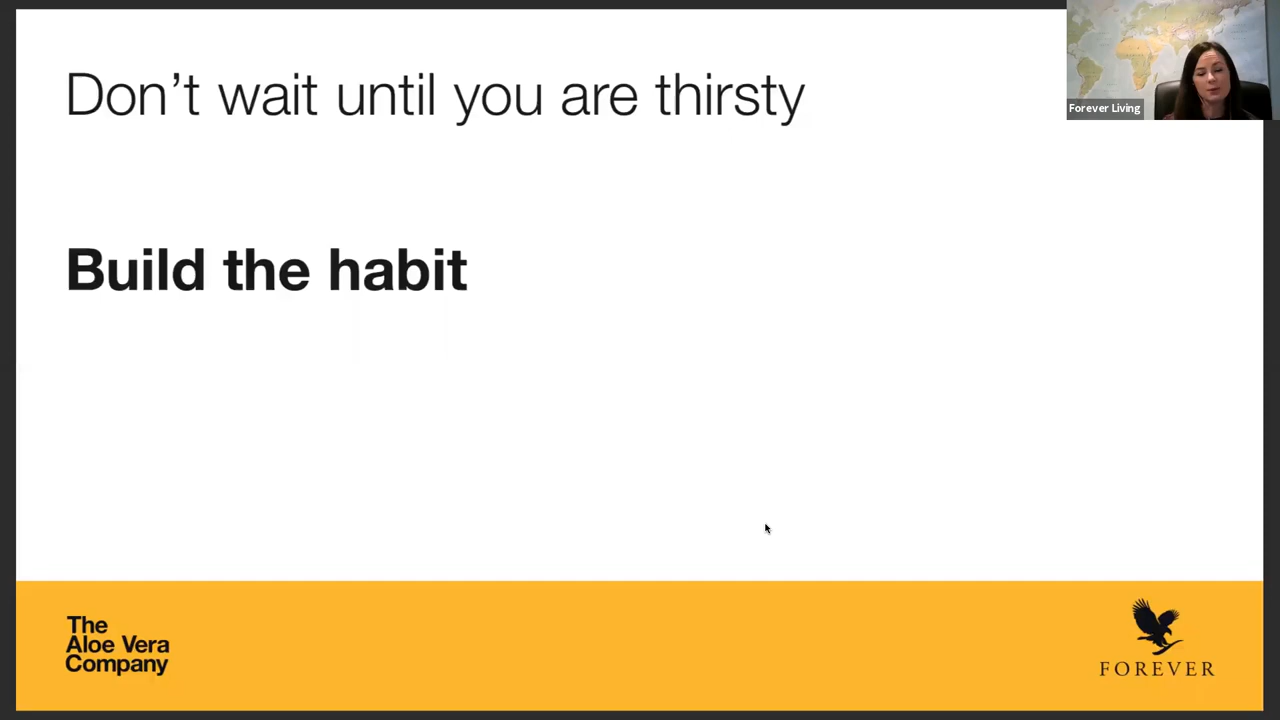 Don't wait until you are thirsty
Forever Living
Build the habit
The
Aloe Vera
Company
FOREVER